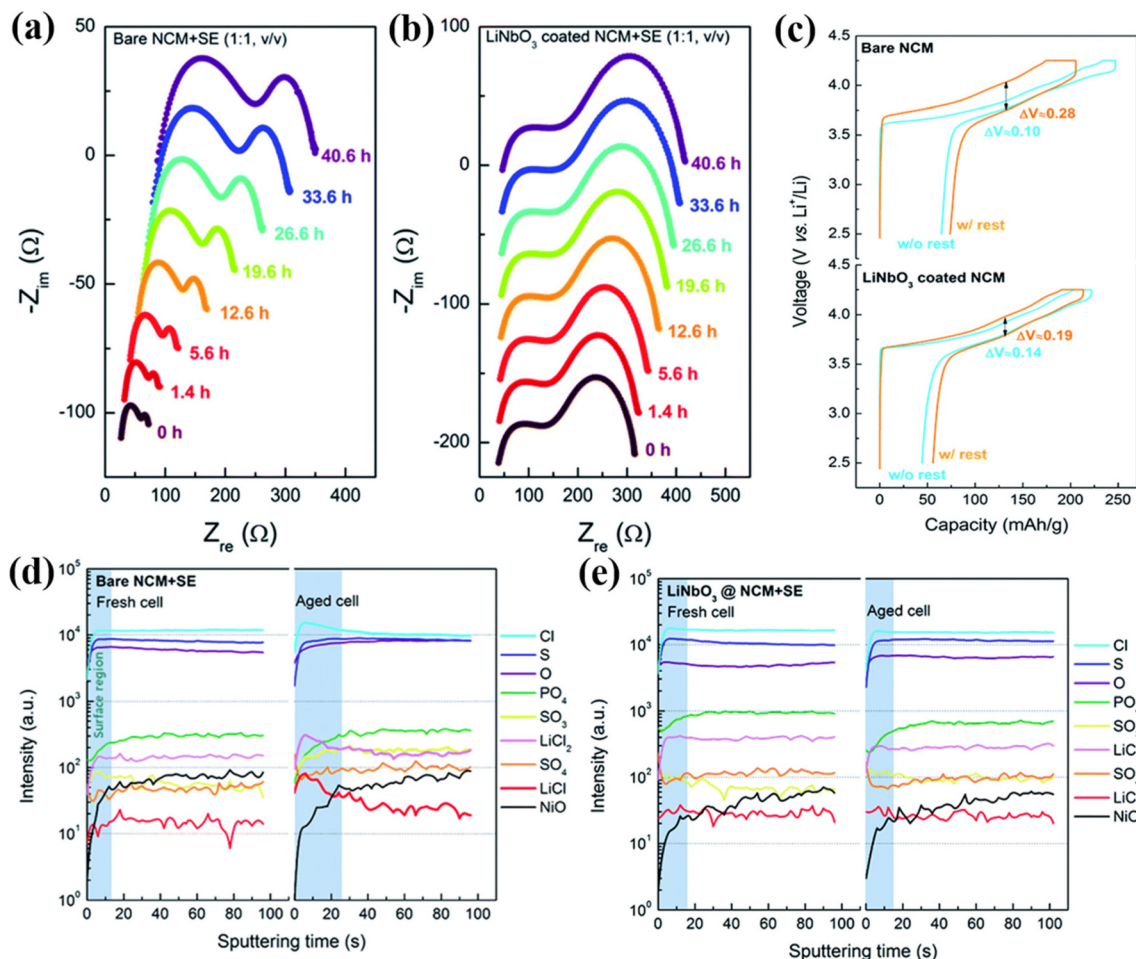 (a)
Bare NCM+SE (1:1, v/v)
50
0
-50
-100
-Zim (Ω)
40.6 h
33.6 h
26.6 h
19.6 h
12.6 h
5.6 h
1.4 h
0 h
0 100 200 300 400
Zre (Ω)
(b)
LiNbO3 coated NCM+SE (1:1, v/v)
0
-100
-200
-Zim (Ω)
40.6 h
33.6 h
26.6 h
19.6 h
12.6 h
5.6 h
1.4 h
0 h
0 100 200 300 400 500
Zre (Ω)
(c)
Bare NCM
4.5
4.0
3.5
3.0
2.5
ΔV≈0.28
ΔV≈0.10
w/o rest
w/ rest
LiNbO3 coated NCM
4.5
4.0
3.5
3.0
2.5
ΔV≈0.19
ΔV≈0.14
w/o rest
w/ rest
Voltage (V vs. Li+/Li)
0 50 100 150 200 250
Capacity (mAh/g)
(d)
Bare NCM+SE
Fresh cell
Aged cell
Surface region
10^5
10^4
10^3
10^2
10^1
10^0
Intensity (a.u.)
0 20 40 60 80 0 20 40 60 80 100
Sputtering time (s)
Cl
S
O
PO4
SO3
LiCl2
SO4
LiCl
NiO
(e)
LiNbO3 @ NCM+SE
Fresh cell
Aged cell
10^5
10^4
10^3
10^2
10^1
10^0
Intensity (a.u.)
0 20 40 60 80 100 0 20 40 60 80 100
Sputtering time (s)
Cl
S
O
PO
SO
LiC
SO
LiC
NiO